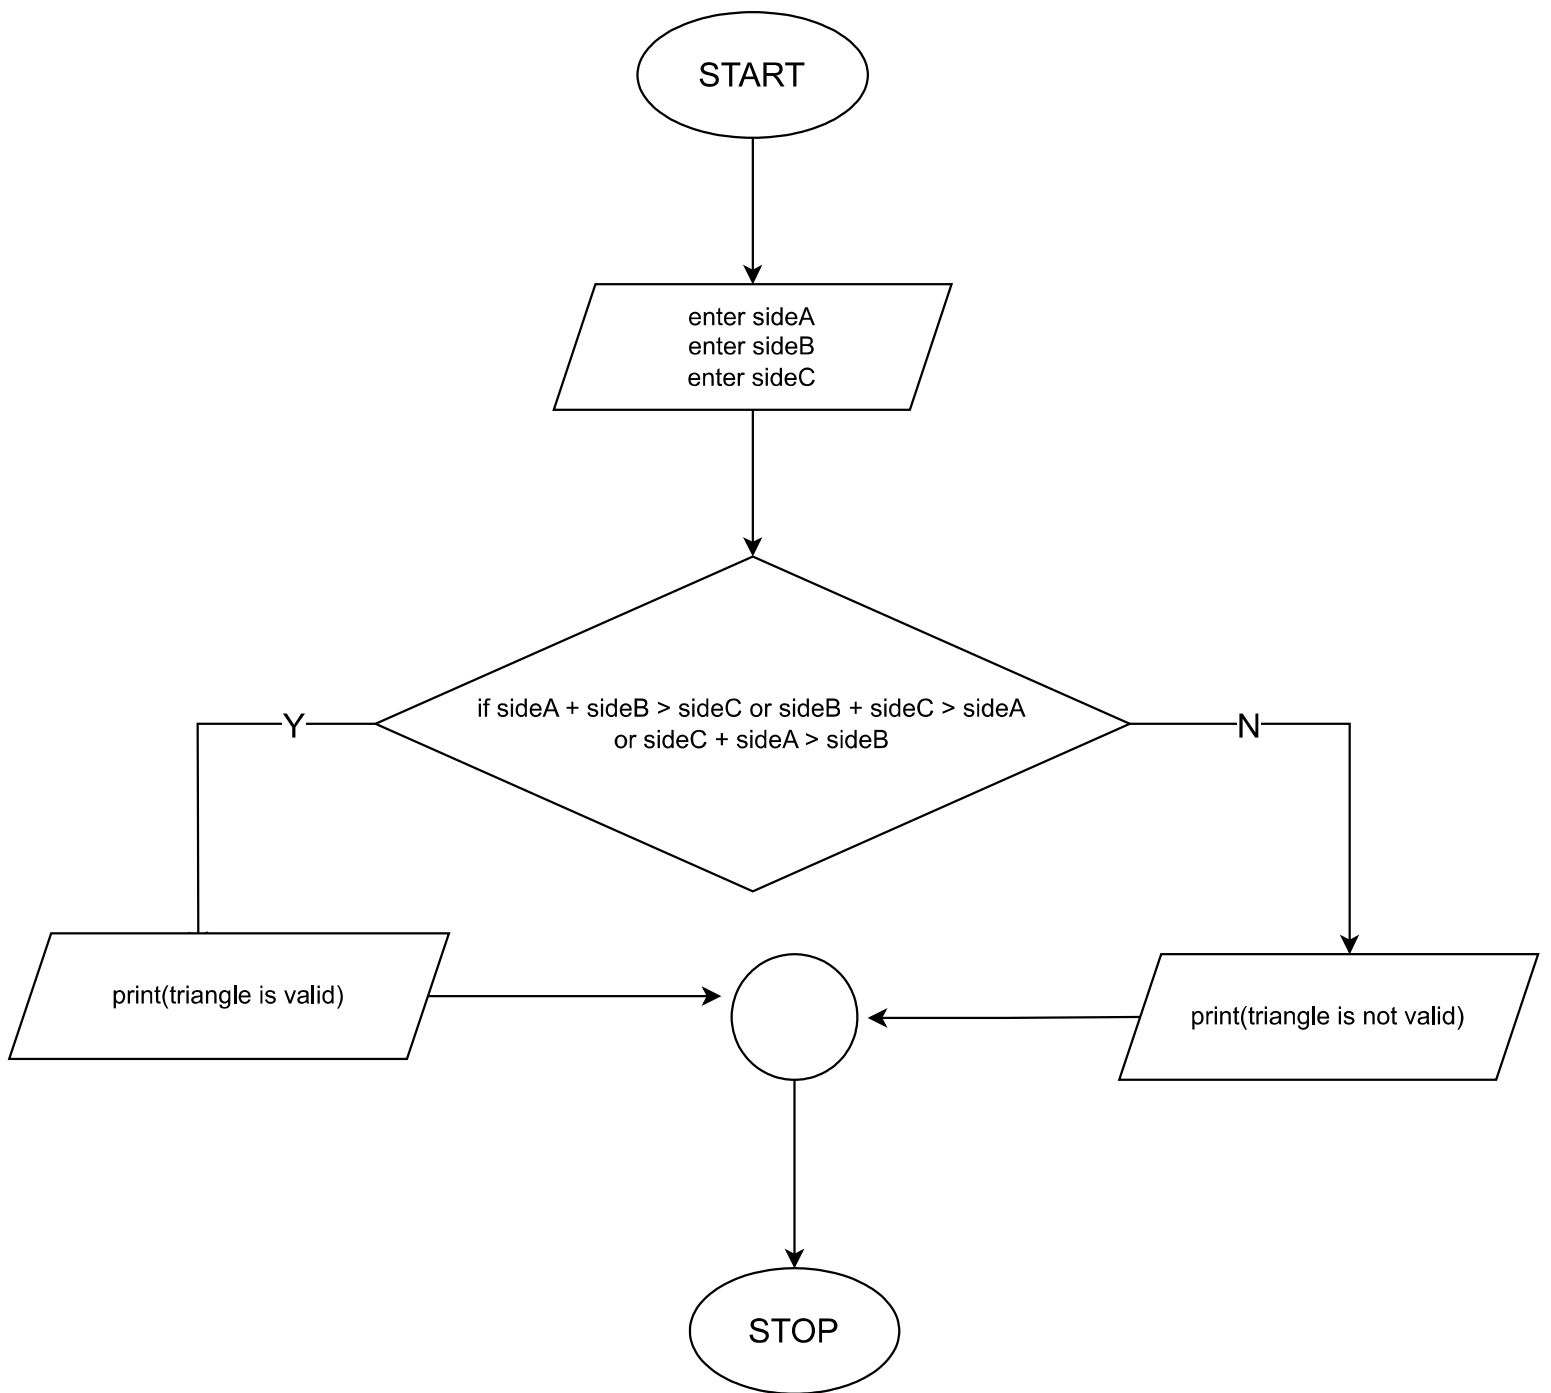 START
enter sideA
enter sideB
enter sideC
if sideA + sideB > sideC or sideB + sideC > sideA
or sideC + sideA > sideB
Y
N
print(triangle is valid)
print(triangle is not valid)
STOP